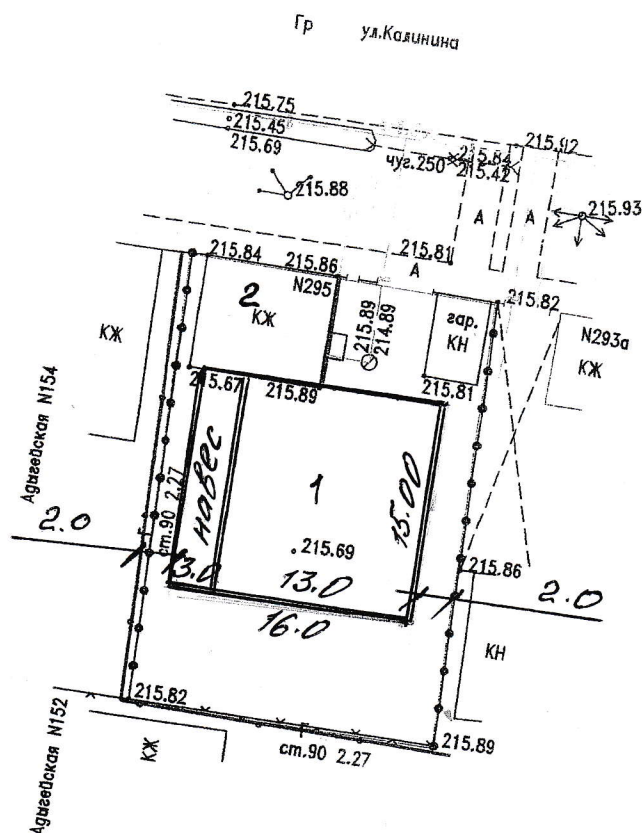 Гр ул.Калинина
215.75
215.45
215.69
чуг.250
215.84
215.42
215.92
215.88
А
А
215.93
215.84
215.86
215.81
А
2
КЖ
N295
215.89
214.89
гар.
КН
215.82
N293а
КЖ
КЖ
215.67
215.89
215.81
Адыгейская N154
навес
1
15.00
ст.90 2.27
2.0
215.69
215.86
3.0
13.0
2.0
16.0
КН
215.82
Адыгейская N152
КЖ
ст.90 2.27
215.89